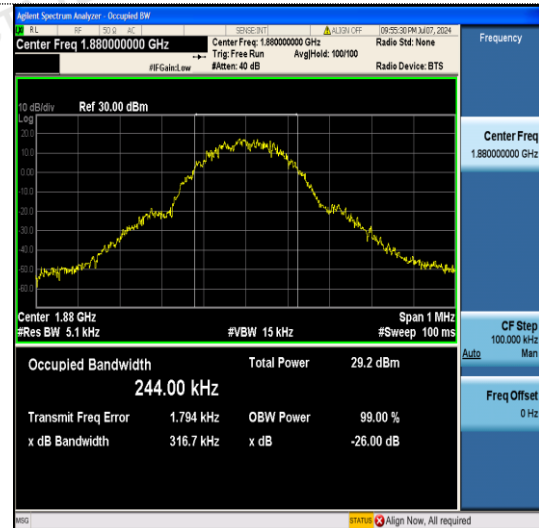 Agilent Spectrum Analyzer - Occupied BW
RL RF 50 Ω AC SENSE:INT ALIGN OFF 09:55:30 PM Jul 07, 2024
Center Freq 1.880000000 GHz
Center Freq: 1.880000000 GHz Radio Std: None
Trig: Free Run Avg|Hold: 100/100
#IFGain:Low #Atten: 40 dB Radio Device: BTS
Frequency
10 dB/div Ref 30.00 dBm
Log
20.0
10.0
0.00
-10.0
-20.0
-30.0
-40.0
-50.0
-60.0
Center 1.88 GHz Span 1 MHz
#Res BW 5.1 kHz #VBW 15 kHz #Sweep 100 ms
Occupied Bandwidth Total Power 29.2 dBm
244.00 kHz
Transmit Freq Error 1.794 kHz OBW Power 99.00 %
x dB Bandwidth 316.7 kHz x dB -26.00 dB
Center Freq
1.880000000 GHz
CF Step
100.000 kHz
Auto Man
Freq Offset
0 Hz
MSG STATUS Align Now, All required